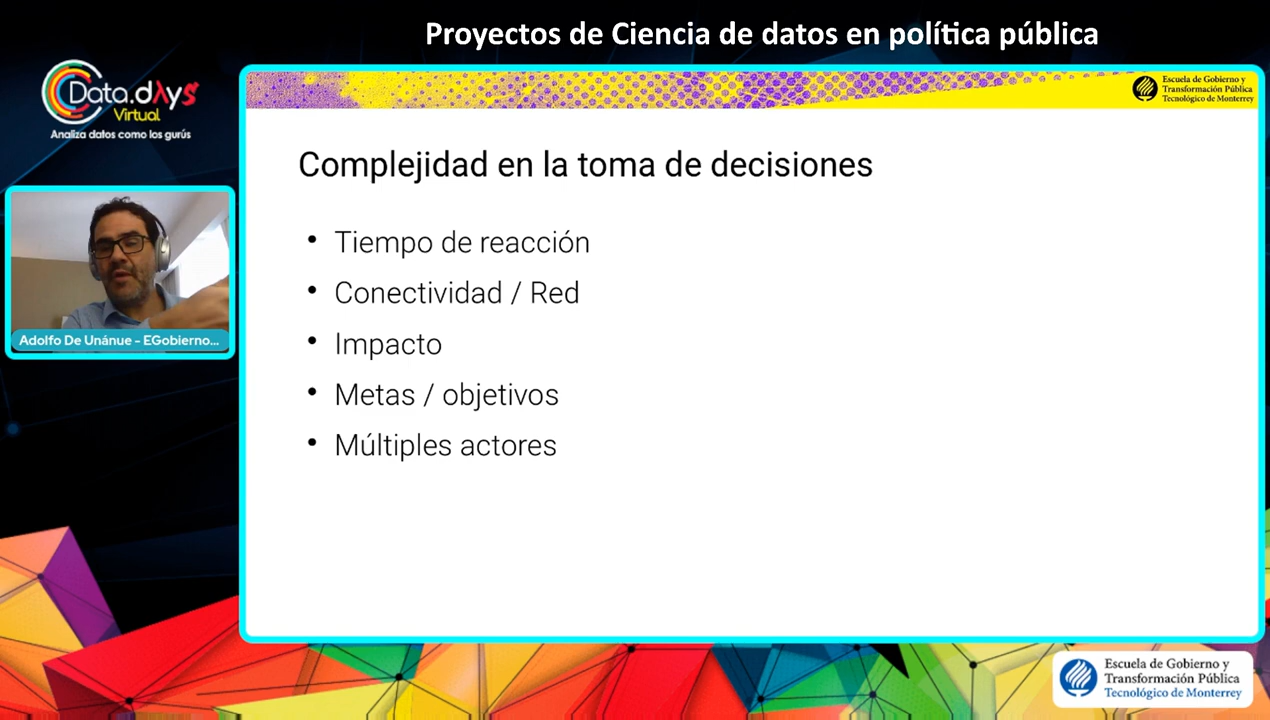 Proyectos de Ciencia de datos en política pública
Data.dAys
Virtual
Analiza datos como los gurús
Escuela de Gobierno y
Transformación Pública
Tecnológico de Monterrey
Complejidad en la toma de decisiones
• Tiempo de reacción
• Conectividad / Red
• Impacto
• Metas / objetivos
• Múltiples actores
Adolfo De Unánue - EGobierno...
Escuela de Gobierno y
Transformación Pública
Tecnológico de Monterrey